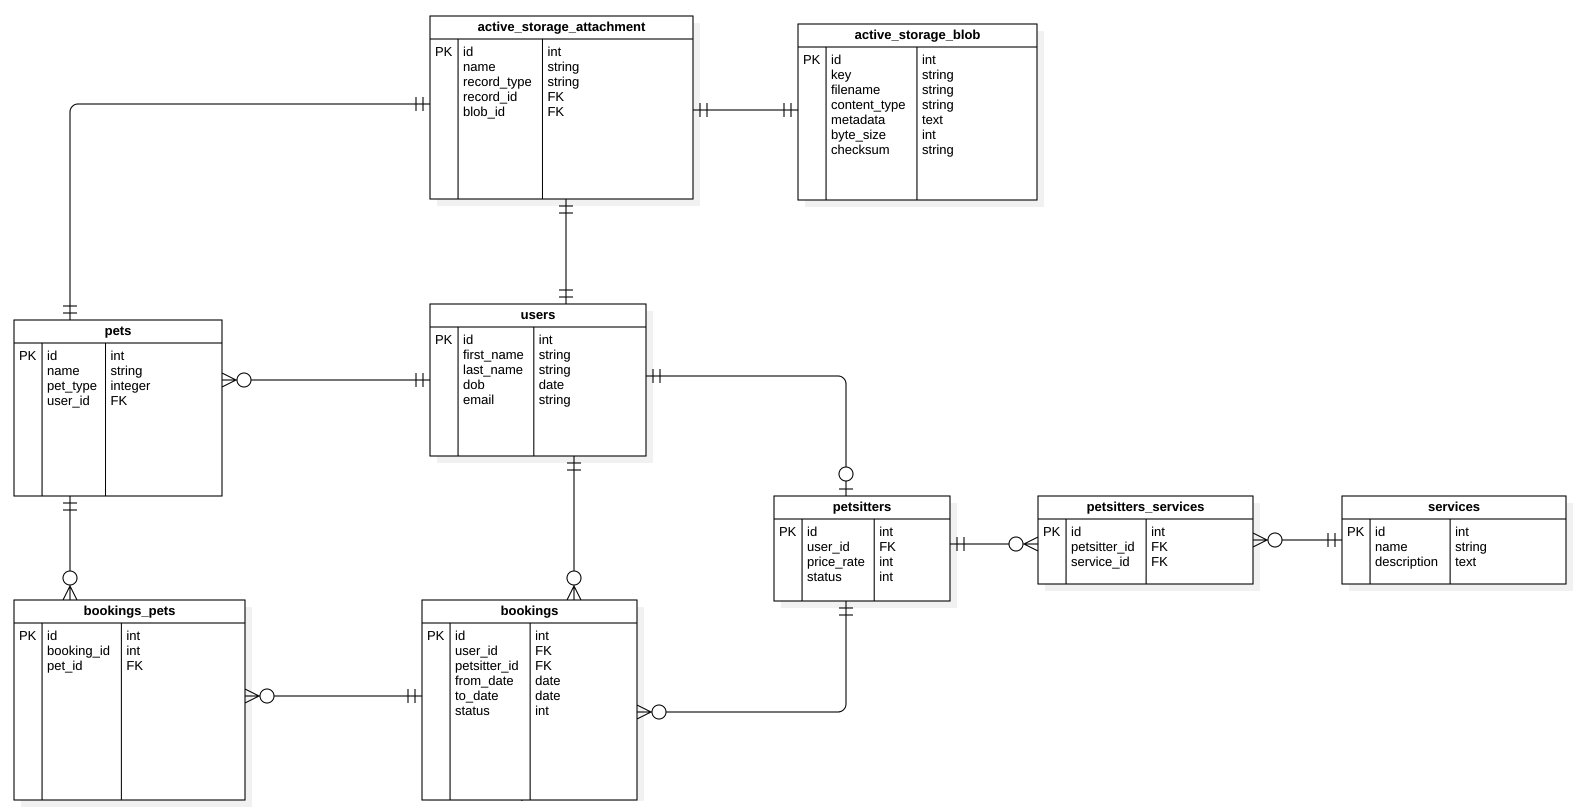 active_storage_attachment
PK id int
name string
record_type string
record_id FK
blob_id FK
active_storage_blob
PK id int
key string
filename string
content_type string
metadata text
byte_size int
checksum string
pets
PK id int
name string
pet_type integer
user_id FK
users
PK id int
first_name string
last_name string
dob date
email string
petsitters
PK id int
user_id FK
price_rate int
status int
petsitters_services
PK id int
petsitter_id FK
service_id FK
services
PK id int
name string
description text
bookings_pets
PK id int
booking_id int
pet_id FK
bookings
PK id int
user_id FK
petsitter_id FK
from_date date
to_date date
status int